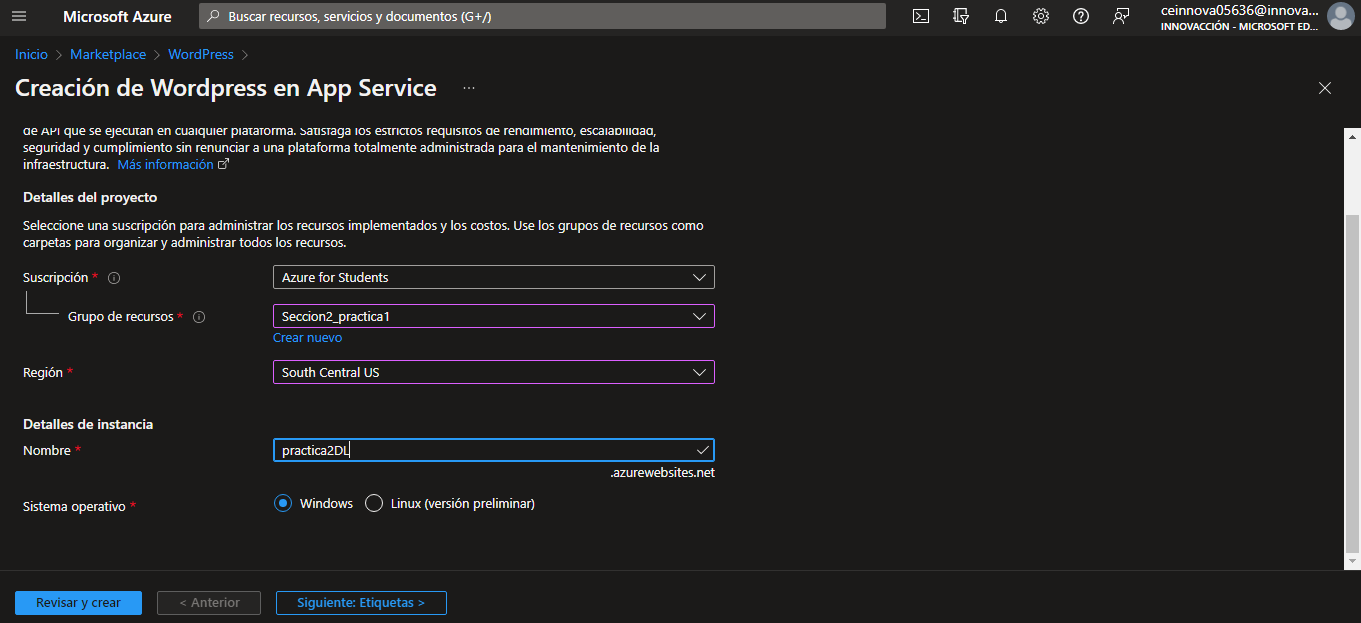 Microsoft Azure
Buscar recursos, servicios y documentos (G+/)
ceinnova05636@innova...
INNOVACCIÓN - MICROSOFT ED...
Inicio > Marketplace > WordPress >
Creación de Wordpress en App Service ...
de API que se ejecutan en cualquier plataforma. Satisfaga los estrictos requisitos de rendimiento, escalabilidad,
seguridad y cumplimiento sin renunciar a una plataforma totalmente administrada para el mantenimiento de la
infraestructura. Más información
Detalles del proyecto
Seleccione una suscripción para administrar los recursos implementados y los costos. Use los grupos de recursos como
carpetas para organizar y administrar todos los recursos.
Suscripción *
Azure for Students
Grupo de recursos *
Seccion2_practica1
Crear nuevo
Región *
South Central US
Detalles de instancia
Nombre *
practica2DL
.azurewebsites.net
Sistema operativo *
Windows
Linux (versión preliminar)
Revisar y crear
< Anterior
Siguiente: Etiquetas >